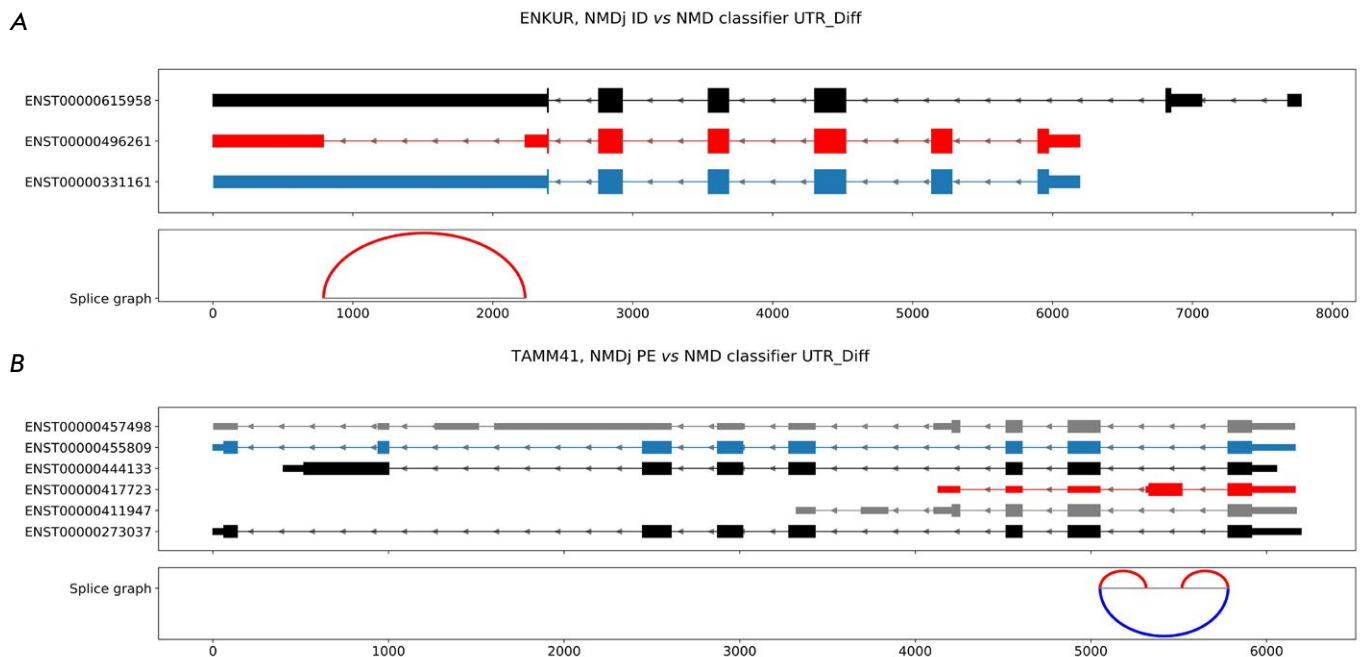 A
ENKUR, NMDj ID vs NMD classifier UTR_Diff
ENST00000615958
ENST00000496261
ENST00000331161
Splice graph
0 1000 2000 3000 4000 5000 6000 7000 8000
B
TAMM41, NMDj PE vs NMD classifier UTR_Diff
ENST00000457498
ENST00000455809
ENST00000444133
ENST00000417723
ENST00000411947
ENST00000273037
Splice graph
0 1000 2000 3000 4000 5000 6000